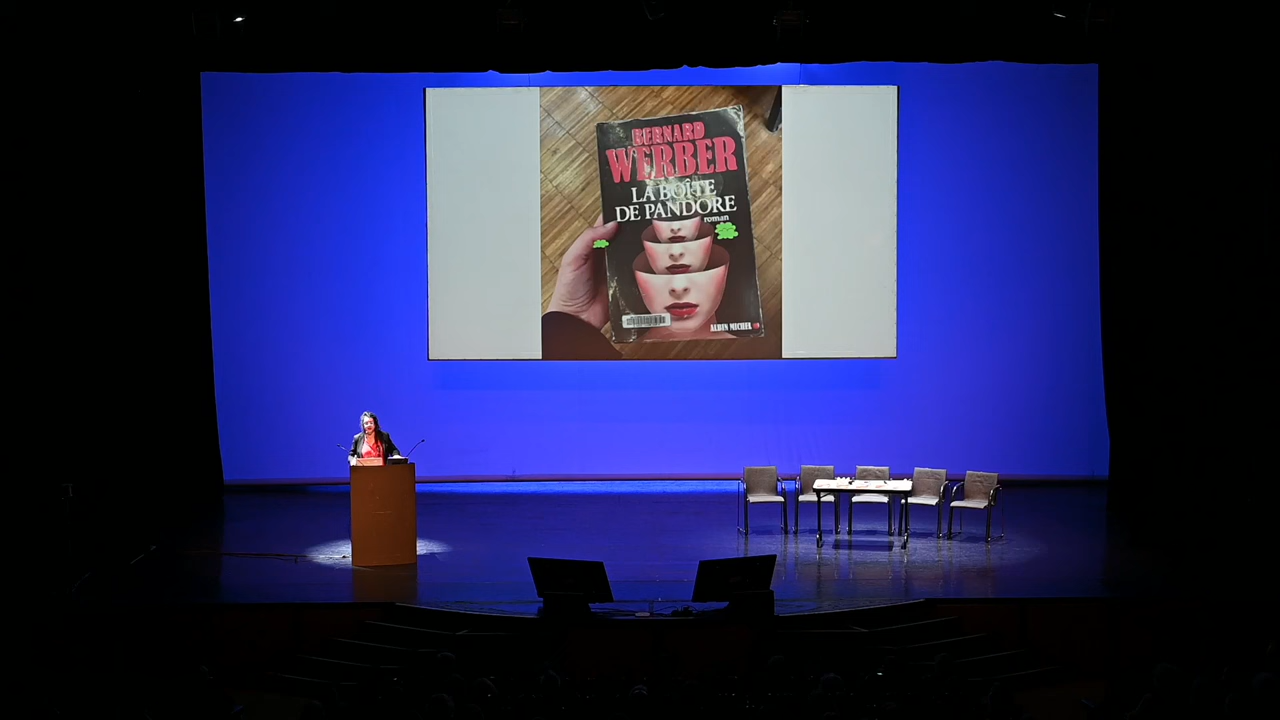 BERNARD
WERBER
LA BOÎTE
DE PANDORE
roman
ALBIN MICHEL